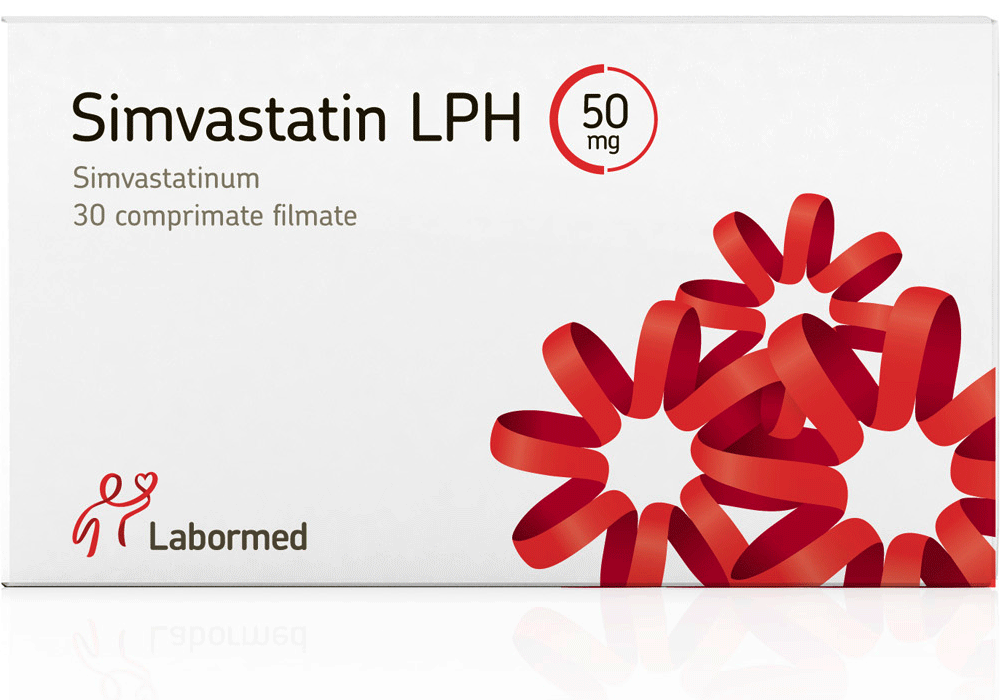 Simvastatin LPH
50
mg
Simvastatinum
30 comprimate filmate
Labormed